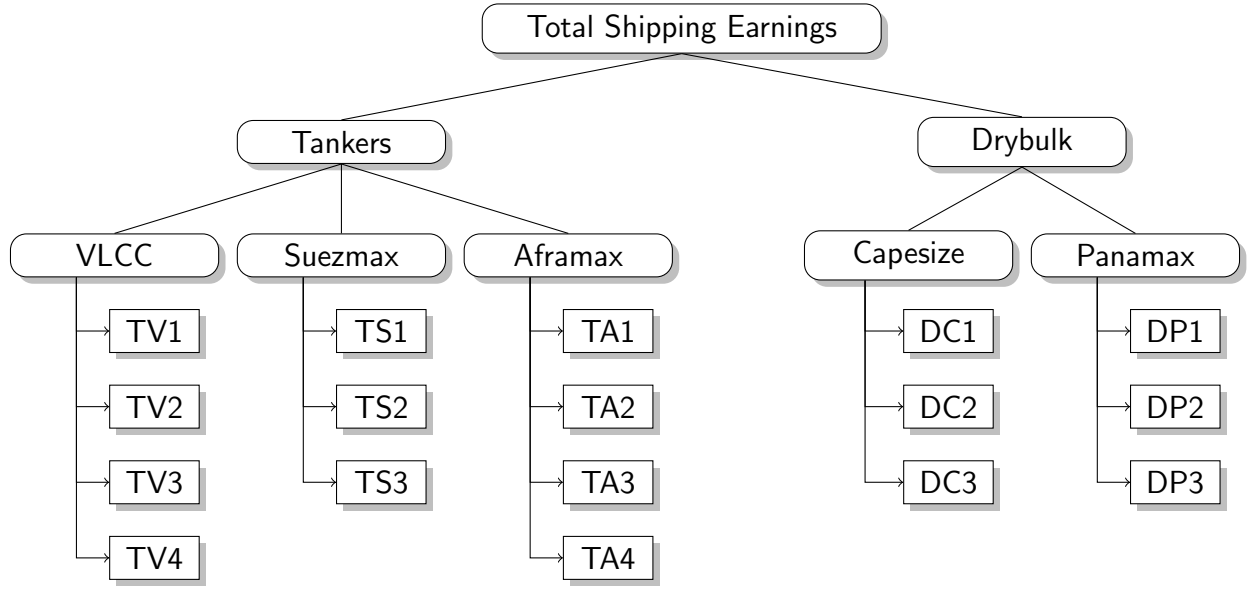 Total Shipping Earnings
Tankers
Drybulk
VLCC
Suezmax
Aframax
Capesize
Panamax
TV1
TS1
TA1
DC1
DP1
TV2
TS2
TA2
DC2
DP2
TV3
TS3
TA3
DC3
DP3
TV4
TA4